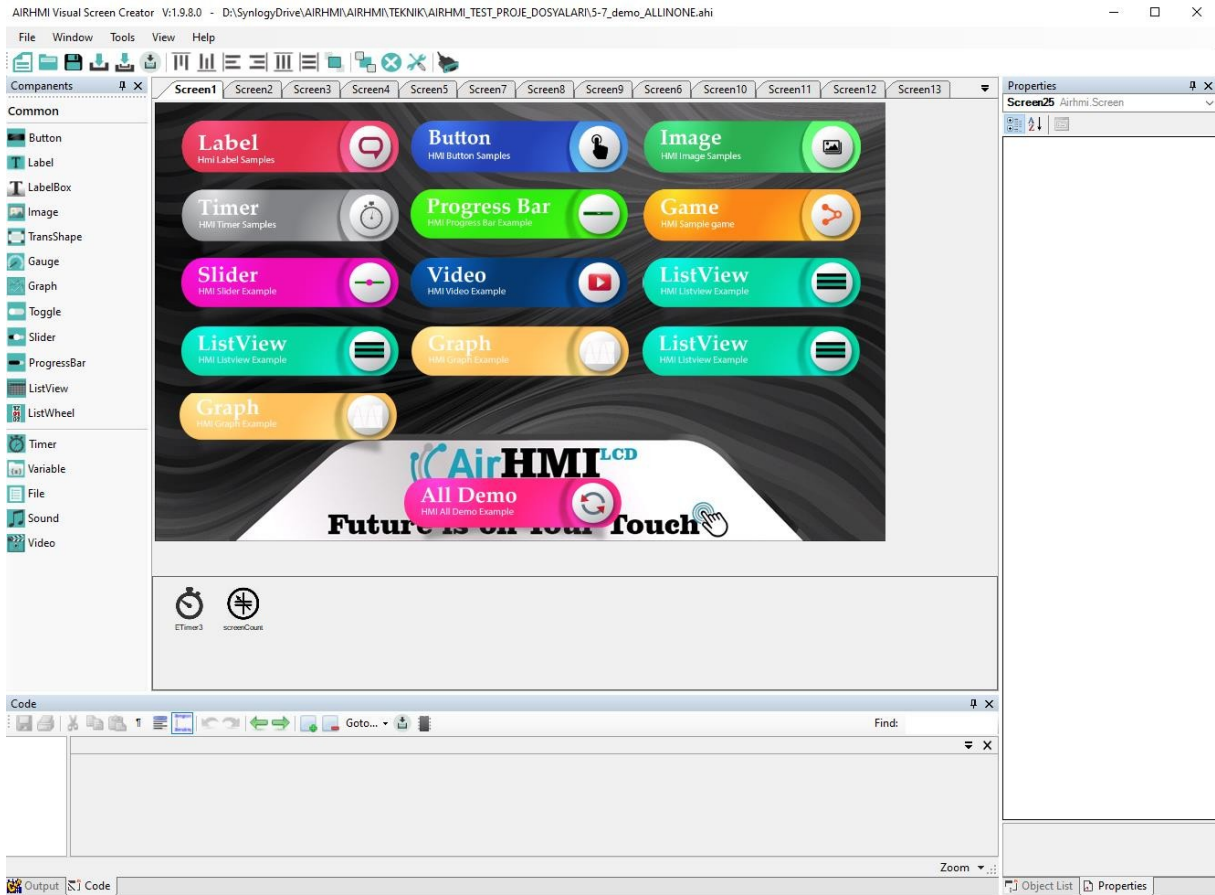 AIRHMI Visual Screen Creator V:1.9.8.0 - D:\SynlogyDrive\AIRHMI\AIRHMI\TEKNIK\AIRHMI_TEST_PROJE_DOSYALARI\5-7_demo_ALLINONE.ahi
File Window Tools View Help
Companents
Common
Button
Label
LabelBox
Image
TransShape
Gauge
Graph
Toggle
Slider
ProgressBar
ListView
ListWheel
Timer
Variable
File
Sound
Video
Screen1 Screen2 Screen3 Screen4 Screen5 Screen7 Screen8 Screen9 Screen6 Screen10 Screen11 Screen12 Screen13
Label
Hmi Label Samples
Button
HMI Button Samples
Image
HMI Image Samples
Timer
HMI Timer Samples
Progress Bar
HMI Progress Bar Example
Game
HMI Sample game
Slider
HMI Slider Example
Video
HMI Video Example
ListView
HMI Listview Example
ListView
HMI Listview Example
Graph
HMI Graph Example
ListView
HMI Listview Example
Graph
HMI Graph Example
AirHMI LCD
All Demo
HMI All Demo Example
Future is on Your Touch
ETimer3 screenCount
Properties
Screen25 Airhmi.Screen
Code
Goto...
Find:
Zoom
Output Code
Object List Properties